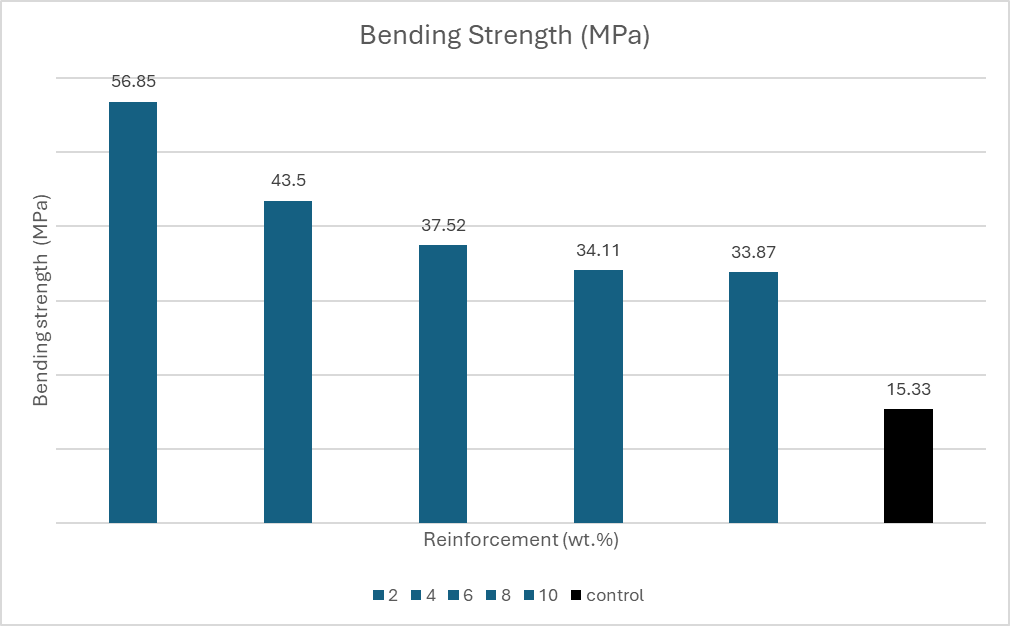 Bending Strength (MPa)
56.85
43.5
37.52
34.11
33.87
15.33
Bending strength (MPa)
Reinforcement (wt.%)
2 4 6 8 10 control